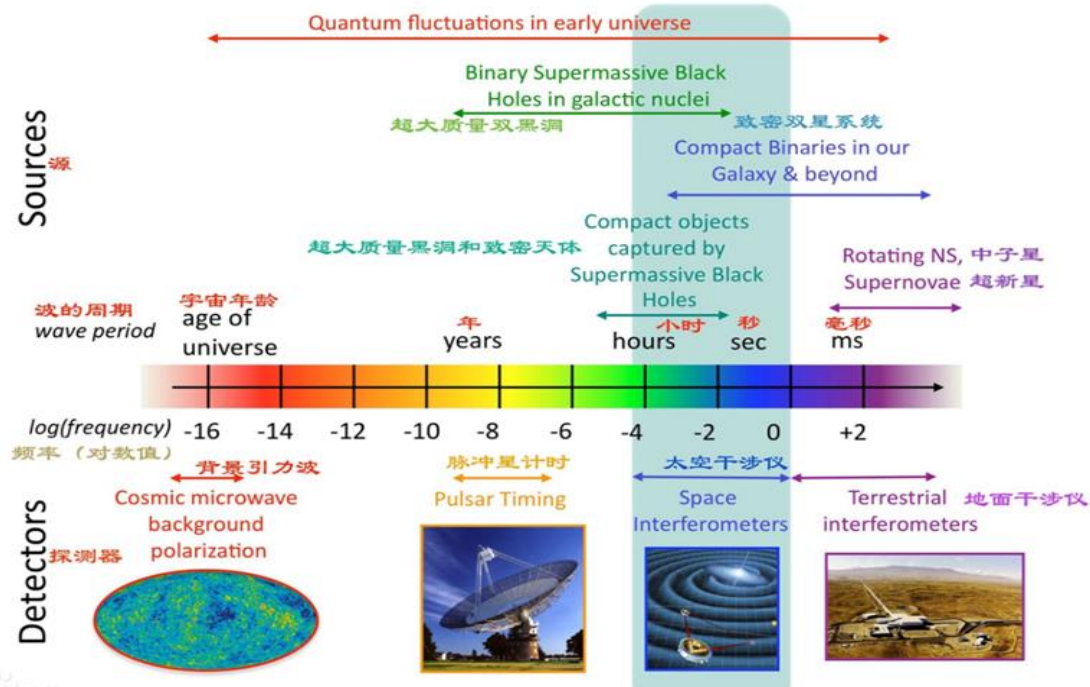 Quantum fluctuations in early universe
Binary Supermassive Black
Holes in galactic nuclei
超大质量双黑洞
致密双星系统
Compact Binaries in our
Galaxy & beyond
Sources
源
Compact objects
captured by
Supermassive Black
Holes
超大质量黑洞和致密天体
Rotating NS, 中子星
Supernovae 超新星
波的周期
wave period
宇宙年龄
age of
universe
年
years
小时
hours
秒
sec
毫秒
ms
log(frequency)
-16 -14 -12 -10 -8 -6 -4 -2 0 +2
频率（对数值）
Detectors
探测器
背景引力波
Cosmic microwave
background
polarization
脉冲星计时
Pulsar Timing
太空干涉仪
Space
Interferometers
Terrestrial 地面干涉仪
interferometers